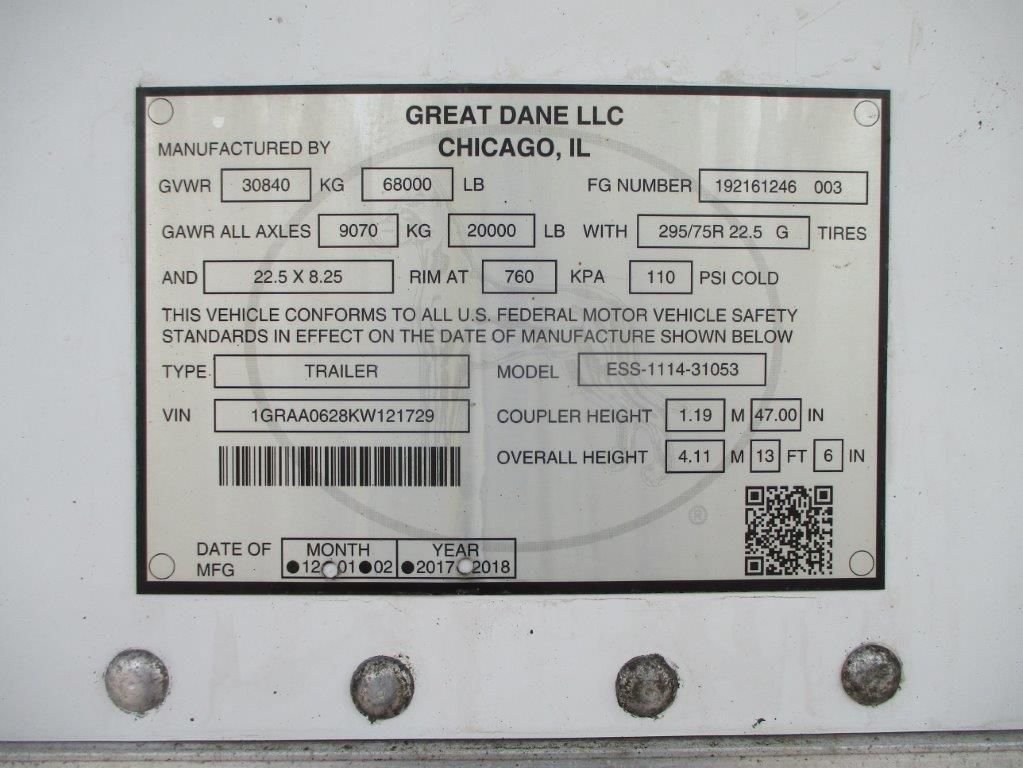 GREAT DANE LLC
MANUFACTURED BY CHICAGO, IL
GVWR 30840 KG 68000 LB FG NUMBER 192161246 003
GAWR ALL AXLES 9070 KG 20000 LB WITH 295/75R 22.5 G TIRES
AND 22.5 X 8.25 RIM AT 760 KPA 110 PSI COLD
THIS VEHICLE CONFORMS TO ALL U.S. FEDERAL MOTOR VEHICLE SAFETY
STANDARDS IN EFFECT ON THE DATE OF MANUFACTURE SHOWN BELOW
TYPE TRAILER MODEL ESS-1114-31053
VIN 1GRAA0628KW121729 COUPLER HEIGHT 1.19 M 47.00 IN
OVERALL HEIGHT 4.11 M 13 FT 6 IN
®
DATE OF MONTH YEAR
MFG ●12 01 ●02 ●2017 2018